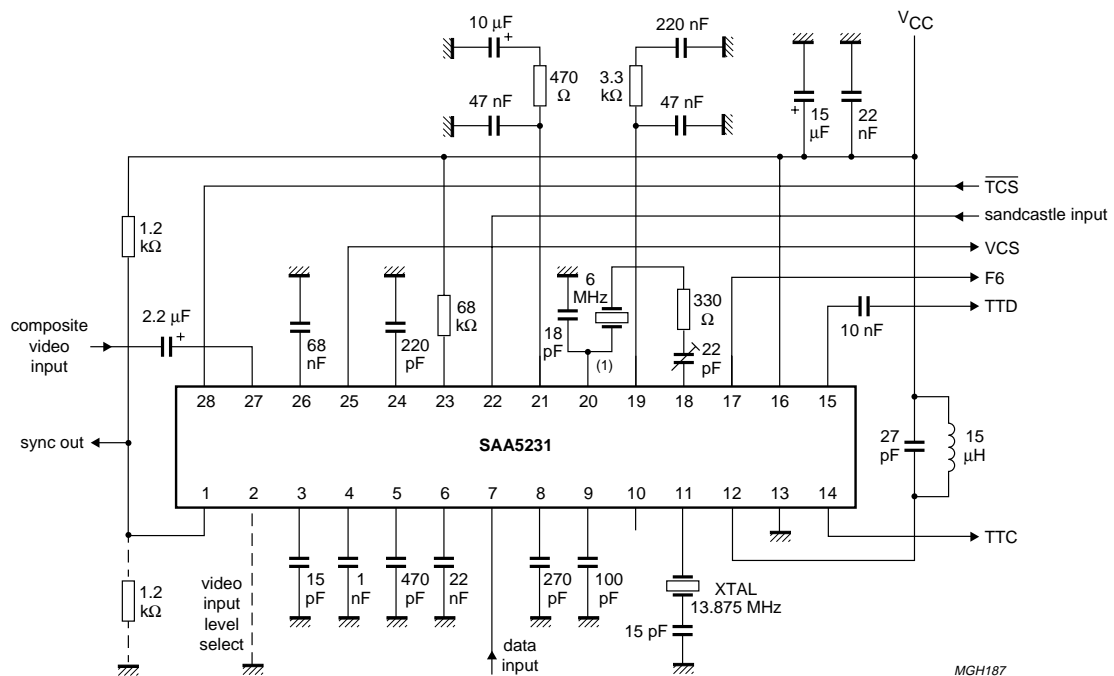 VCC
10 μF
+
220 nF
470
Ω
3.3
kΩ
47 nF
47 nF
+
15
μF
22
nF
TCS
sandcastle input
1.2
kΩ
VCS
F6
6
MHz
TTD
composite
video
input
2.2 μF
+
68
nF
220
pF
68
kΩ
18
pF
(1)
330
Ω
22
pF
10 nF
28 27 26 25 24 23 22 21 20 19 18 17 16 15
sync out
SAA5231
27
pF
15
μH
1 2 3 4 5 6 7 8 9 10 11 12 13 14
TTC
1.2
kΩ
video
input
level
select
15
pF
1
nF
470
pF
22
nF
270
pF
100
pF
XTAL
13.875 MHz
15 pF
data
input
MGH187